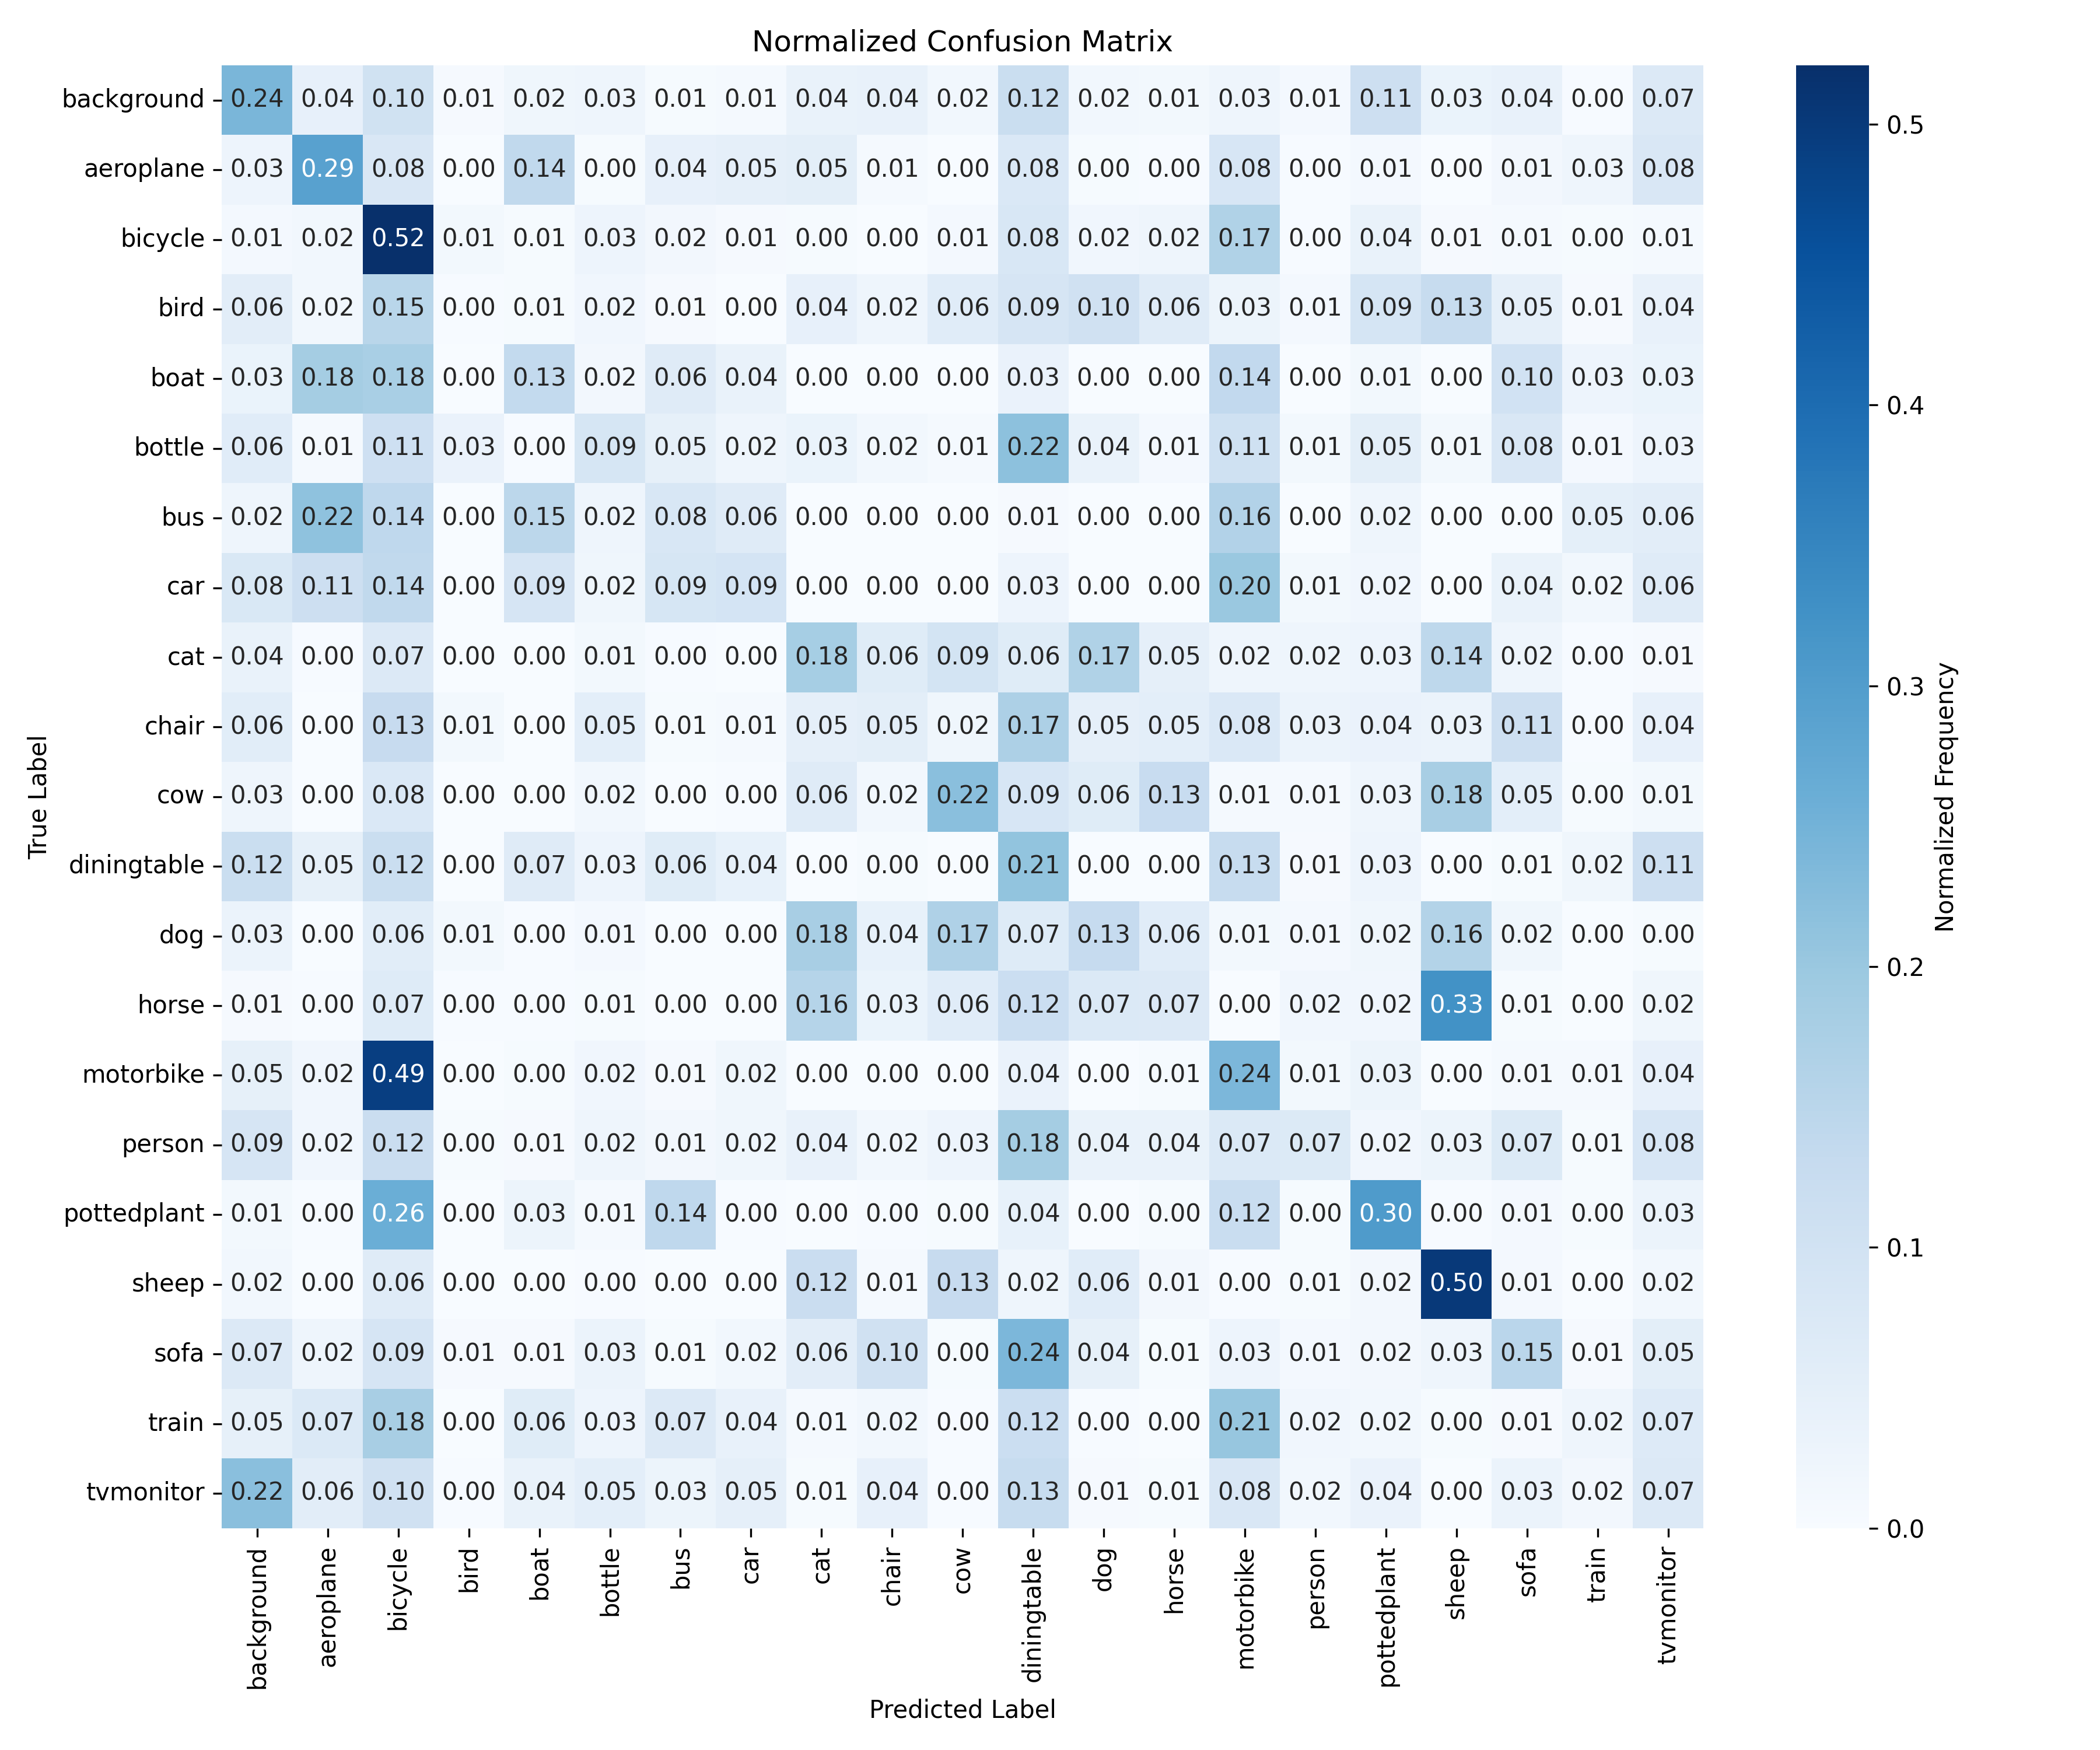 Normalized Confusion Matrix
background 0.24 0.04 0.10 0.01 0.02 0.03 0.01 0.01 0.04 0.04 0.02 0.12 0.02 0.01 0.03 0.01 0.11 0.03 0.04 0.00 0.07
aeroplane 0.03 0.29 0.08 0.00 0.14 0.00 0.04 0.05 0.05 0.01 0.00 0.08 0.00 0.00 0.08 0.00 0.01 0.00 0.01 0.03 0.08
bicycle 0.01 0.02 0.52 0.01 0.01 0.03 0.02 0.01 0.00 0.00 0.01 0.08 0.02 0.02 0.17 0.00 0.04 0.01 0.01 0.00 0.01
bird 0.06 0.02 0.15 0.00 0.01 0.02 0.01 0.00 0.04 0.02 0.06 0.09 0.10 0.06 0.03 0.01 0.09 0.13 0.05 0.01 0.04
boat 0.03 0.18 0.18 0.00 0.13 0.02 0.06 0.04 0.00 0.00 0.00 0.03 0.00 0.00 0.14 0.00 0.01 0.00 0.10 0.03 0.03
bottle 0.06 0.01 0.11 0.03 0.00 0.09 0.05 0.02 0.03 0.02 0.01 0.22 0.04 0.01 0.11 0.01 0.05 0.01 0.08 0.01 0.03
bus 0.02 0.22 0.14 0.00 0.15 0.02 0.08 0.06 0.00 0.00 0.00 0.01 0.00 0.00 0.16 0.00 0.02 0.00 0.00 0.05 0.06
car 0.08 0.11 0.14 0.00 0.09 0.02 0.09 0.09 0.00 0.00 0.00 0.03 0.00 0.00 0.20 0.01 0.02 0.00 0.04 0.02 0.06
cat 0.04 0.00 0.07 0.00 0.00 0.01 0.00 0.00 0.18 0.06 0.09 0.06 0.17 0.05 0.02 0.02 0.03 0.14 0.02 0.00 0.01
chair 0.06 0.00 0.13 0.01 0.00 0.05 0.01 0.01 0.05 0.05 0.02 0.17 0.05 0.05 0.08 0.03 0.04 0.03 0.11 0.00 0.04
cow 0.03 0.00 0.08 0.00 0.00 0.02 0.00 0.00 0.06 0.02 0.22 0.09 0.06 0.13 0.01 0.01 0.03 0.18 0.05 0.00 0.01
diningtable 0.12 0.05 0.12 0.00 0.07 0.03 0.06 0.04 0.00 0.00 0.00 0.21 0.00 0.00 0.13 0.01 0.03 0.00 0.01 0.02 0.11
dog 0.03 0.00 0.06 0.01 0.00 0.01 0.00 0.00 0.18 0.04 0.17 0.07 0.13 0.06 0.01 0.01 0.02 0.16 0.02 0.00 0.00
horse 0.01 0.00 0.07 0.00 0.00 0.01 0.00 0.00 0.16 0.03 0.06 0.12 0.07 0.07 0.00 0.02 0.02 0.33 0.01 0.00 0.02
motorbike 0.05 0.02 0.49 0.00 0.00 0.02 0.01 0.02 0.00 0.00 0.00 0.04 0.00 0.01 0.24 0.01 0.03 0.00 0.01 0.01 0.04
person 0.09 0.02 0.12 0.00 0.01 0.02 0.01 0.02 0.04 0.02 0.03 0.18 0.04 0.04 0.07 0.07 0.02 0.03 0.07 0.01 0.08
pottedplant 0.01 0.00 0.26 0.00 0.03 0.01 0.14 0.00 0.00 0.00 0.00 0.04 0.00 0.00 0.12 0.00 0.30 0.00 0.01 0.00 0.03
sheep 0.02 0.00 0.06 0.00 0.00 0.00 0.00 0.00 0.12 0.01 0.13 0.02 0.06 0.01 0.00 0.01 0.02 0.50 0.01 0.00 0.02
sofa 0.07 0.02 0.09 0.01 0.01 0.03 0.01 0.02 0.06 0.10 0.00 0.24 0.04 0.01 0.03 0.01 0.02 0.03 0.15 0.01 0.05
train 0.05 0.07 0.18 0.00 0.06 0.03 0.07 0.04 0.01 0.02 0.00 0.12 0.00 0.00 0.21 0.02 0.02 0.00 0.01 0.02 0.07
tvmonitor 0.22 0.06 0.10 0.00 0.04 0.05 0.03 0.05 0.01 0.04 0.00 0.13 0.01 0.01 0.08 0.02 0.04 0.00 0.03 0.02 0.07
background aeroplane bicycle bird boat bottle bus car cat chair cow diningtable dog horse motorbike person pottedplant sheep sofa train tvmonitor
Predicted Label
True Label
0.5
0.4
0.3
0.2
0.1
0.0
Normalized Frequency